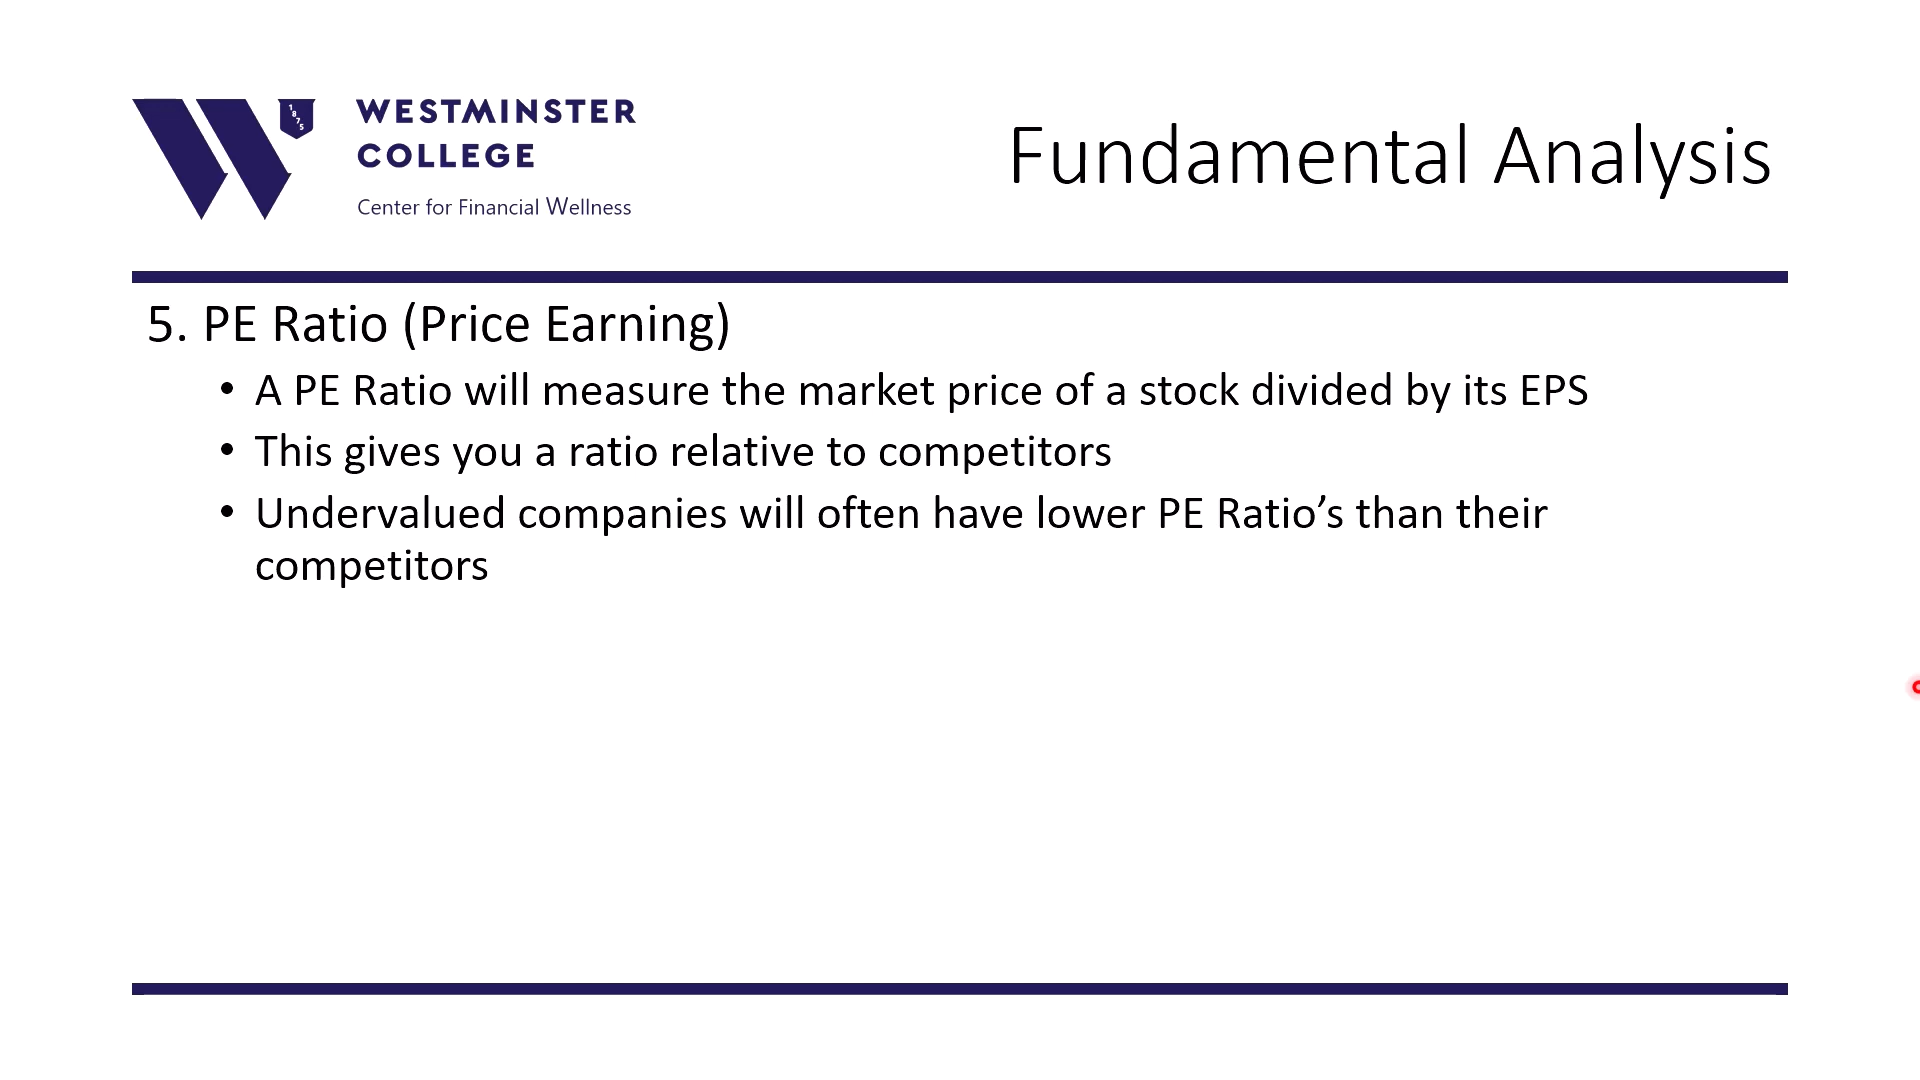 1875
WESTMINSTER
COLLEGE
Center for Financial Wellness
Fundamental Analysis
5. PE Ratio (Price Earning)
• A PE Ratio will measure the market price of a stock divided by its EPS
• This gives you a ratio relative to competitors
• Undervalued companies will often have lower PE Ratio’s than their
competitors